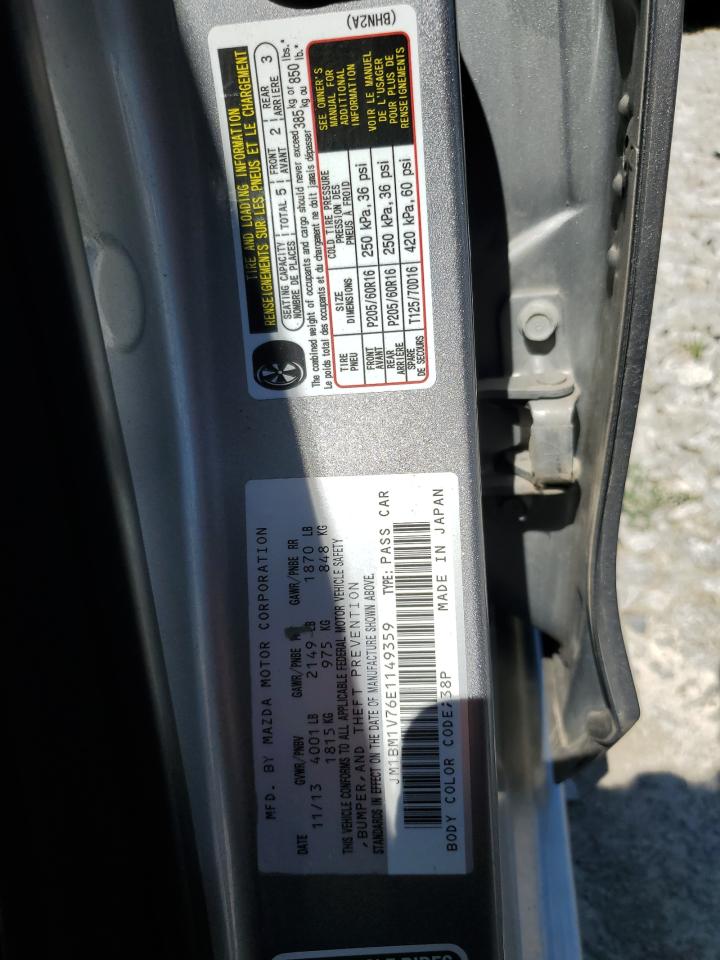 TIRE AND LOADING INFORMATION
RENSEIGNEMENTS SUR LES PNEUS ET LE CHARGEMENT
SEATING CAPACITY TOTAL 5 FRONT 2 REAR 3
NOMBRE DE PLACES AVANT ARRIÈRE
The combined weight of occupants and cargo should never exceed 385 kg or 850 lbs.
Le poids total des occupants et du chargement ne doit jamais dépasser kg ou lb.
TIRE SIZE COLD TIRE PRESSURE
PNEU DIMENSIONS PRESSION DES PNEUS À FROID
FRONT AVANT P205/60R16 250 kPa, 36 psi
REAR ARRIÈRE P205/60R16 250 kPa, 36 psi
SPARE DE SECOURS T125/70D16 420 kPa, 60 psi
SEE OWNER'S
MANUAL FOR
ADDITIONAL
INFORMATION
VOIR LE MANUEL
DE L'USAGER
POUR PLUS DE
RENSEIGNEMENTS
(BHN2A)
MFD. BY MAZDA MOTOR CORPORATION
DATE GVWR/PNBV GAWR/PNBE GAWR/PNBE RR
11/13 4001 LB 2149 LB 1870 LB
1815 KG 975 KG 848 KG
THIS VEHICLE CONFORMS TO ALL APPLICABLE FEDERAL MOTOR VEHICLE SAFETY
, BUMPER, AND THEFT PREVENTION
STANDARDS IN EFFECT ON THE DATE OF MANUFACTURE SHOWN ABOVE.
JM1BM1V76E1149359 TYPE: PASS CAR
BODY COLOR CODE: 38P MADE IN JAPAN